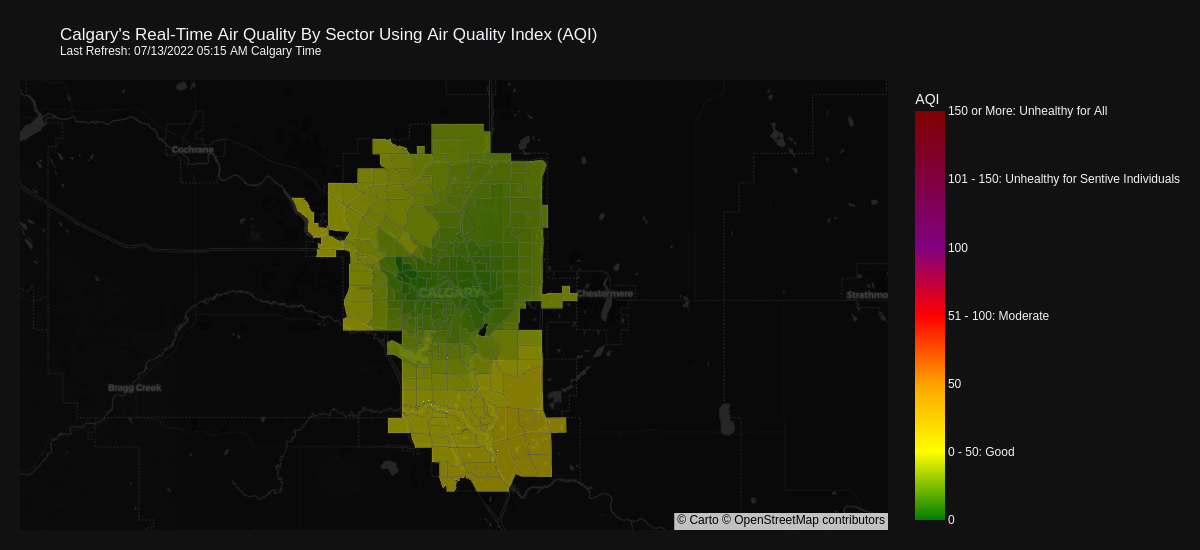 Calgary's Real-Time Air Quality By Sector Using Air Quality Index (AQI)
Last Refresh: 07/13/2022 05:15 AM Calgary Time
AQI
150 or More: Unhealthy for All
Cochrane
101 - 150: Unhealthy for Sentive Individuals
100
CALGARY
Chestermere
Strathmo
51 - 100: Moderate
Bragg Creek
50
0 - 50: Good
0
© Carto © OpenStreetMap contributors